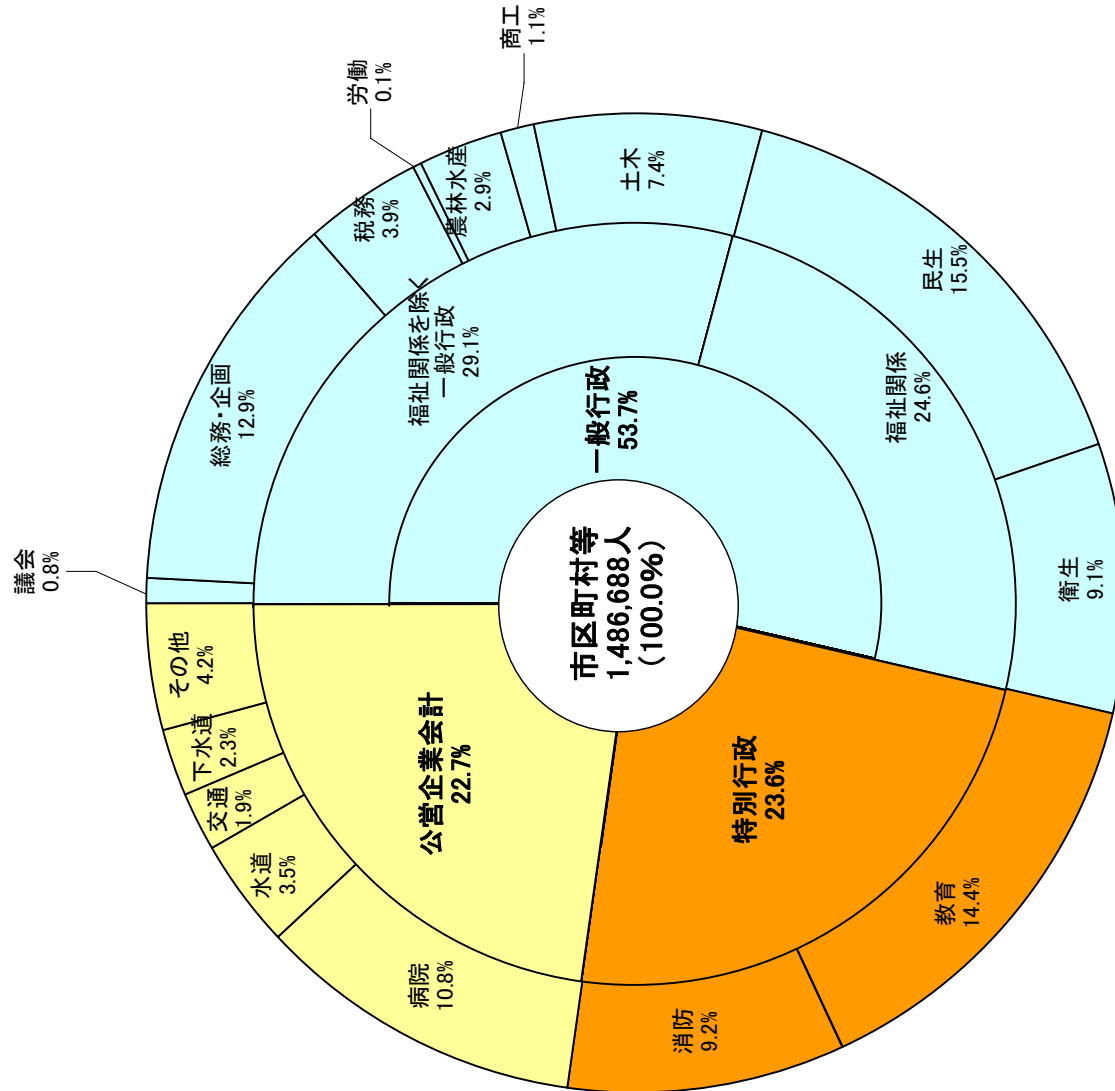 市区町村等
1,486,688人
(100.0%)
一般行政
53.7%
福祉関係を除く
一般行政
29.1%
福祉関係
24.6%
議会
0.8%
総務・企画
12.9%
税務
3.9%
労働
0.1%
農林水産
2.9%
商工
1.1%
土木
7.4%
民生
15.5%
衛生
9.1%
特別行政
23.6%
教育
14.4%
消防
9.2%
公営企業会計
22.7%
病院
10.8%
水道
3.5%
交通
1.9%
下水道
2.3%
その他
4.2%